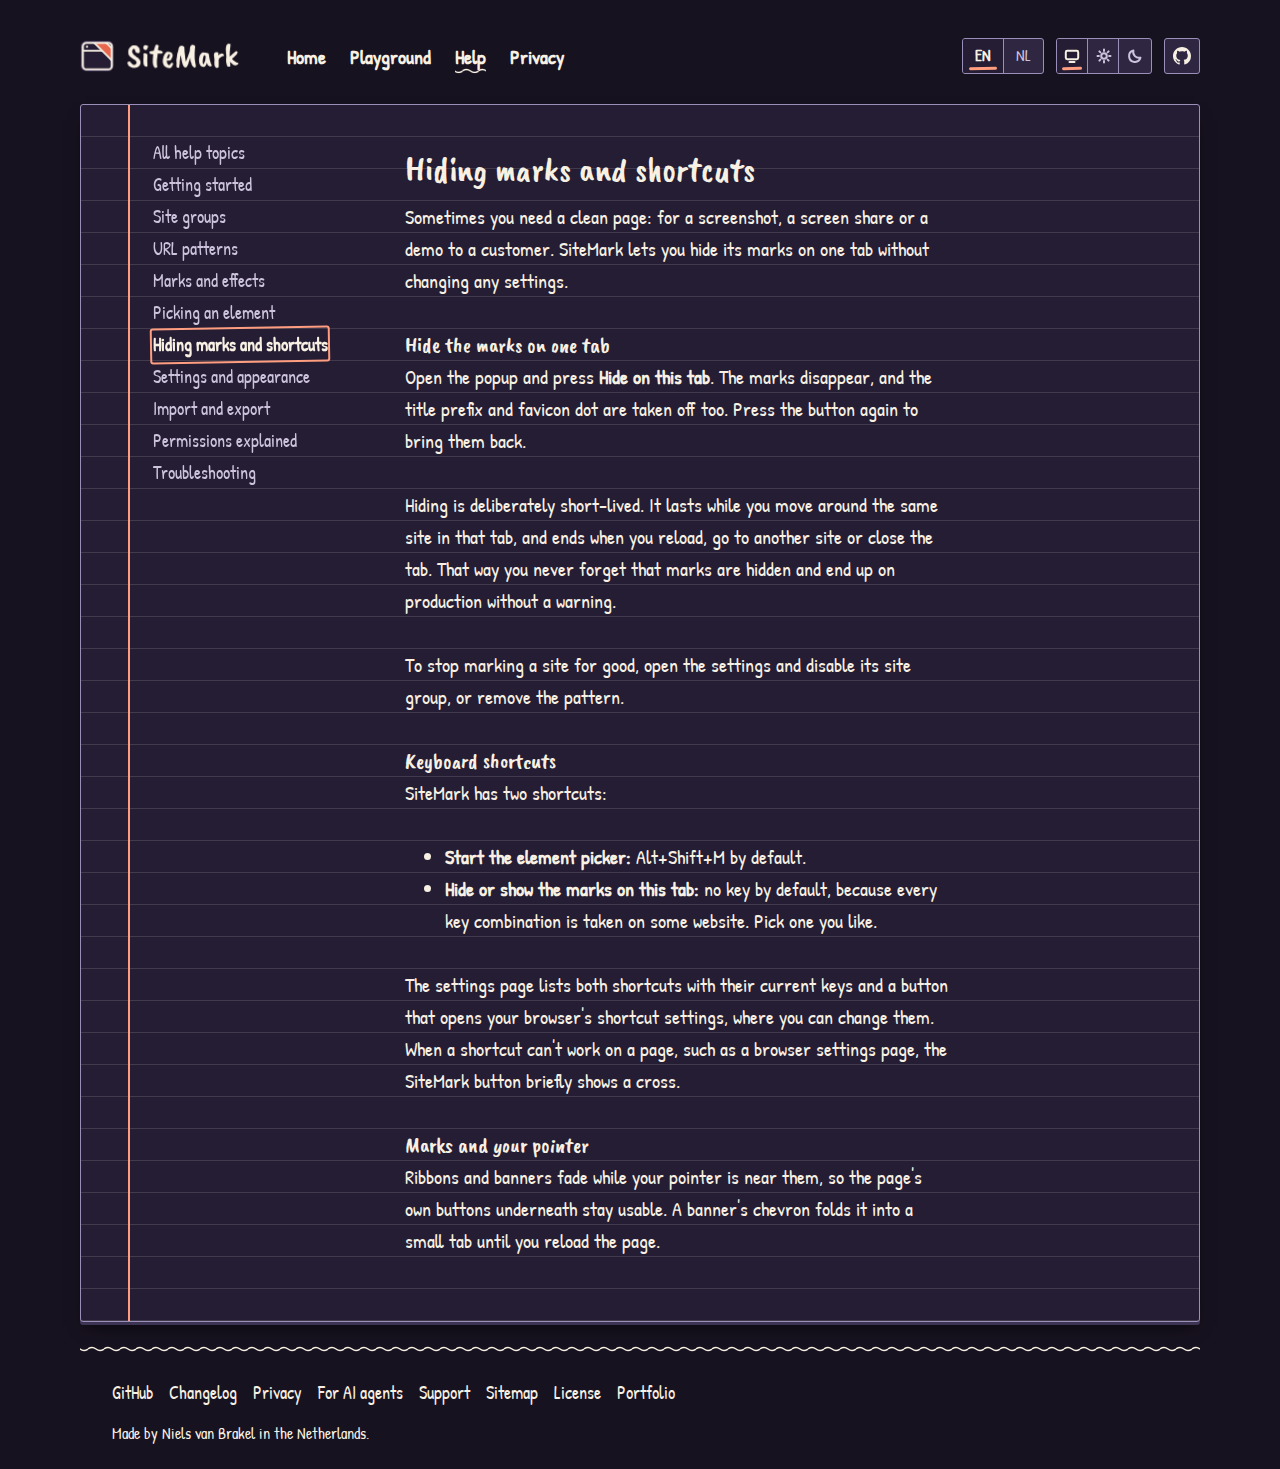 SiteMark
Home Playground Help Privacy
EN NL
All help topics
Getting started
Site groups
URL patterns
Marks and effects
Picking an element
Hiding marks and shortcuts
Settings and appearance
Import and export
Permissions explained
Troubleshooting
Hiding marks and shortcuts
Sometimes you need a clean page: for a screenshot, a screen share or a
demo to a customer. SiteMark lets you hide its marks on one tab without
changing any settings.
Hide the marks on one tab
Open the popup and press Hide on this tab. The marks disappear, and the
title prefix and favicon dot are taken off too. Press the button again to
bring them back.
Hiding is deliberately short-lived. It lasts while you move around the same
site in that tab, and ends when you reload, go to another site or close the
tab. That way you never forget that marks are hidden and end up on
production without a warning.
To stop marking a site for good, open the settings and disable its site
group, or remove the pattern.
Keyboard shortcuts
SiteMark has two shortcuts:
• Start the element picker: Alt+Shift+M by default.
• Hide or show the marks on this tab: no key by default, because every
key combination is taken on some website. Pick one you like.
The settings page lists both shortcuts with their current keys and a button
that opens your browser's shortcut settings, where you can change them.
When a shortcut can't work on a page, such as a browser settings page, the
SiteMark button briefly shows a cross.
Marks and your pointer
Ribbons and banners fade while your pointer is near them, so the page's
own buttons underneath stay usable. A banner's chevron folds it into a
small tab until you reload the page.
GitHub Changelog Privacy For AI agents Support Sitemap License Portfolio
Made by Niels van Brakel in the Netherlands.